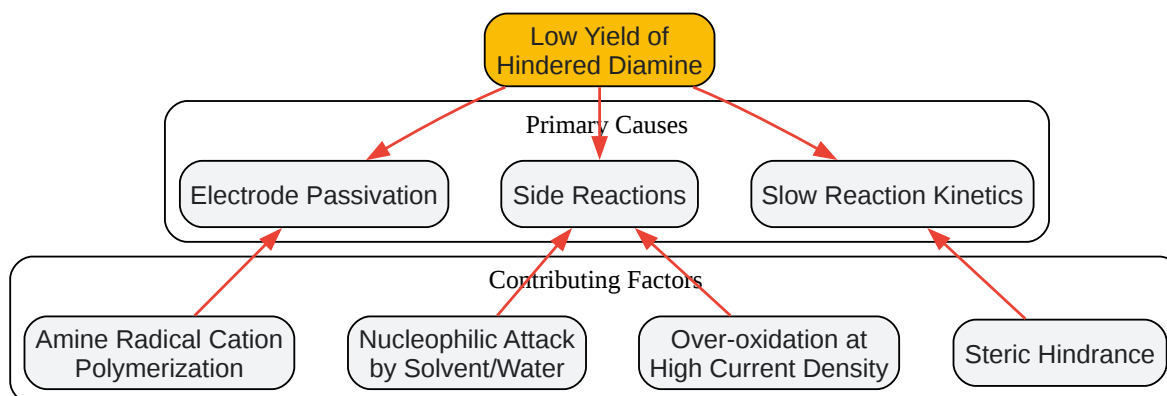 Low Yield of
Hindered Diamine
Primary Causes
Electrode Passivation
Side Reactions
Slow Reaction Kinetics
Contributing Factors
Amine Radical Cation
Polymerization
Nucleophilic Attack
by Solvent/Water
Over-oxidation at
High Current Density
Steric Hindrance